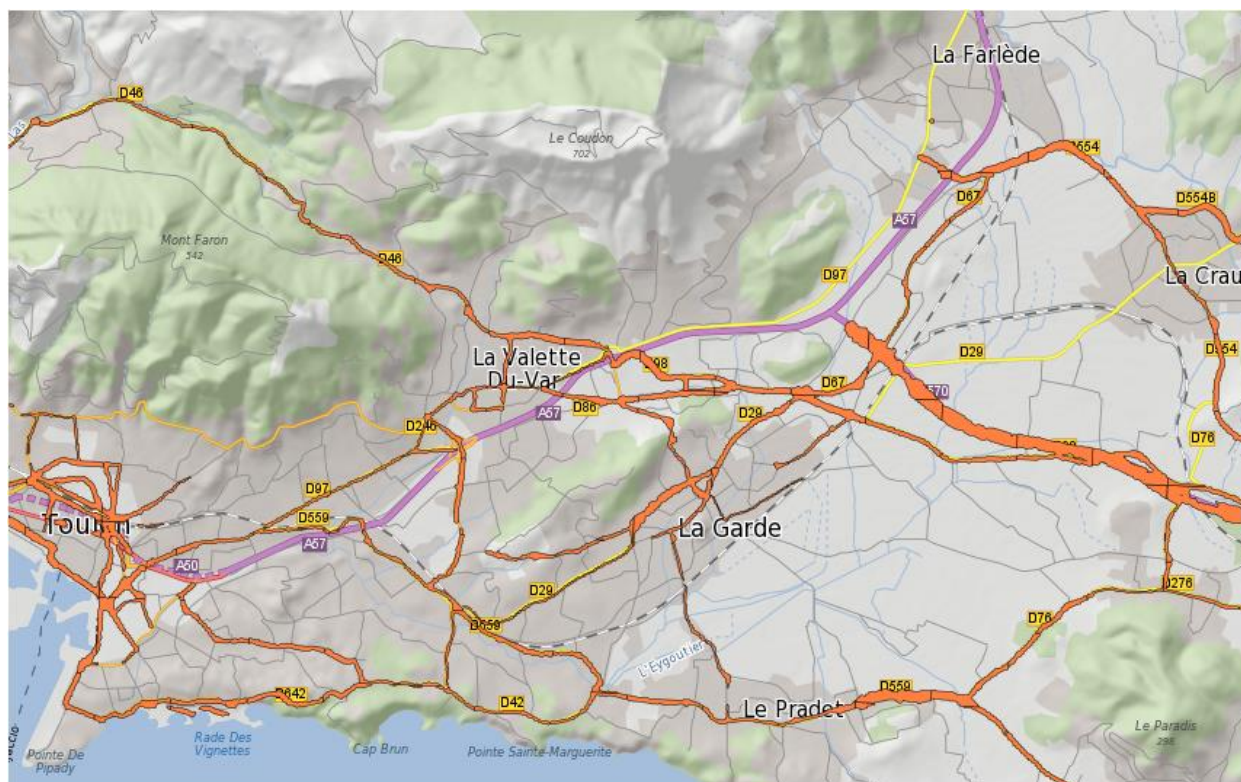 La Farlède
D46
las
Le Coudon
702
D554
D67
D554B
A57
Mont Faron
542
D46
D97
La Crau
La Valette
Du-Var
D98
D67
D29
D554
A57
D86
D29
D246
D76
D97
Toulon
D559
La Garde
A57
A50
D29
D276
D559
D76
L'Eygoutier
D642
D42
Le Pradet
D559
Rade Des
Vignettes
Cap Brun
Pointe Sainte-Marguerite
Le Paradis
298
Pointe De
Pipady